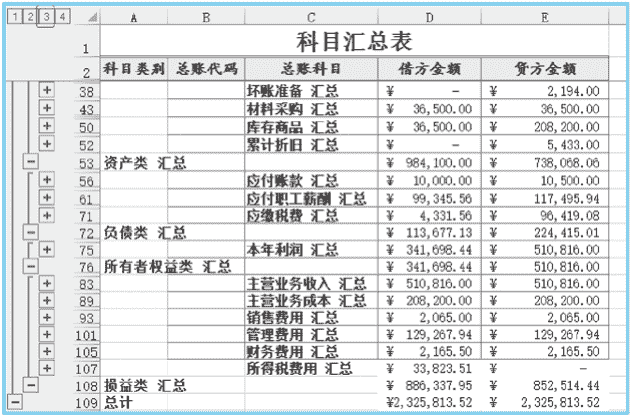 1 2 3 4 A B C D E
1 科目汇总表
2 科目类别 总账代码 总账科目 借方金额 贷方金额
38 坏账准备 汇总 ¥ - ¥ 2,194.00
43 材料采购 汇总 ¥ 36,500.00 ¥ 36,500.00
50 库存商品 汇总 ¥ 36,500.00 ¥ 208,200.00
52 累计折旧 汇总 ¥ - ¥ 5,433.00
53 资产类 汇总 ¥ 984,100.00 ¥ 738,068.06
56 应付账款 汇总 ¥ 10,000.00 ¥ 10,500.00
61 应付职工薪酬 汇总 ¥ 99,345.56 ¥ 117,495.94
71 应缴税费 汇总 ¥ 4,331.56 ¥ 96,419.08
72 负债类 汇总 ¥ 113,677.13 ¥ 224,415.01
75 本年利润 汇总 ¥ 341,698.44 ¥ 510,816.00
76 所有者权益类 汇总 ¥ 341,698.44 ¥ 510,816.00
83 主营业务收入 汇总 ¥ 510,816.00 ¥ 510,816.00
89 主营业务成本 汇总 ¥ 208,200.00 ¥ 208,200.00
93 销售费用 汇总 ¥ 2,065.00 ¥ 2,065.00
101 管理费用 汇总 ¥ 129,267.94 ¥ 129,267.94
105 财务费用 汇总 ¥ 2,165.50 ¥ 2,165.50
107 所得税费用 汇总 ¥ 33,823.51 ¥ -
108 损益类 汇总 ¥ 886,337.95 ¥ 852,514.44
109 总计 ¥2,325,813.52 ¥ 2,325,813.52